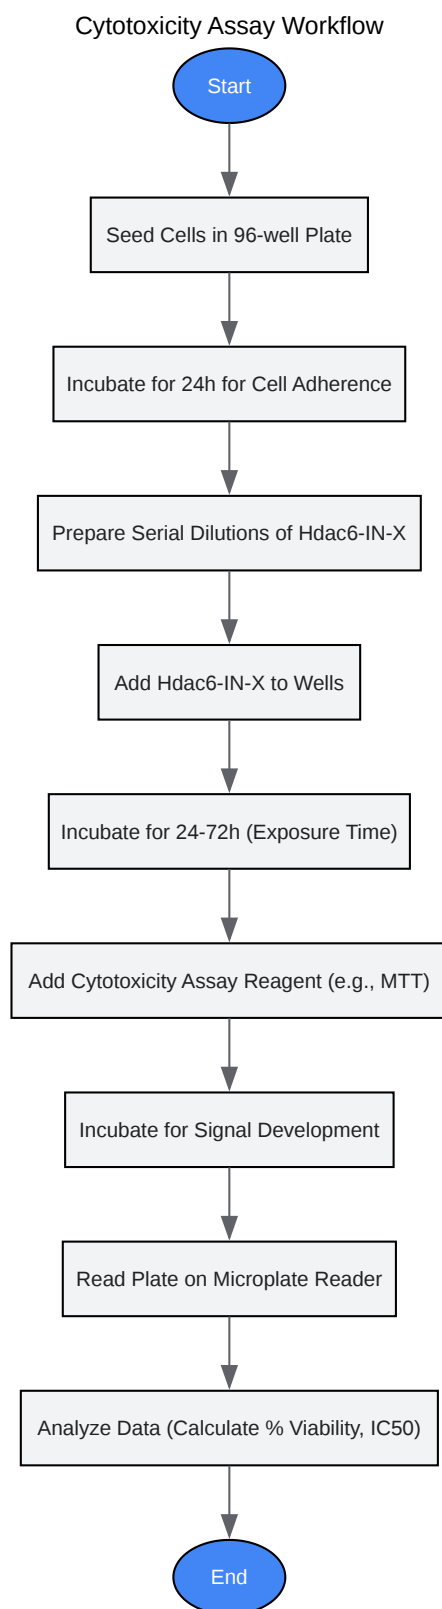 Cytotoxicity Assay Workflow
Start
Seed Cells in 96-well Plate
Incubate for 24h for Cell Adherence
Prepare Serial Dilutions of Hdac6-IN-X
Add Hdac6-IN-X to Wells
Incubate for 24-72h (Exposure Time)
Add Cytotoxicity Assay Reagent (e.g., MTT)
Incubate for Signal Development
Read Plate on Microplate Reader
Analyze Data (Calculate % Viability, IC50)
End